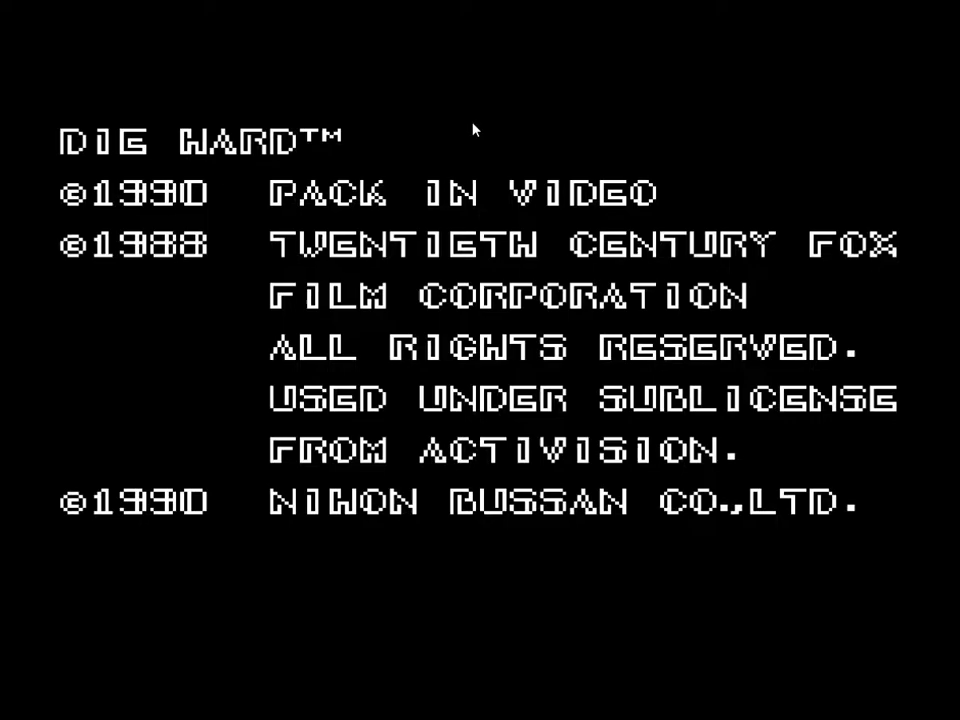 DIE HARD™
©1990 PACK IN VIDEO
©1988 TWENTIETH CENTURY FOX
FILM CORPORATION
ALL RIGHTS RESERVED.
USED UNDER SUBLICENSE
FROM ACTIVISION.
©1990 NIHON BUSSAN CO.,LTD.